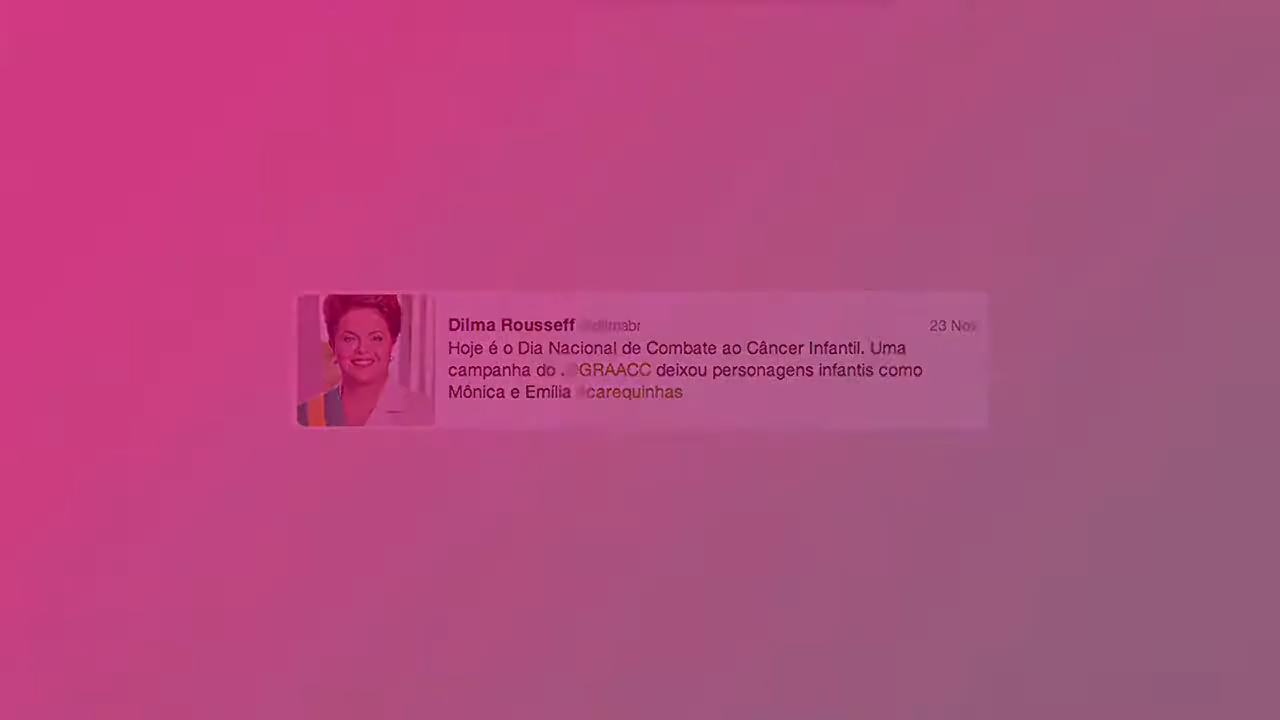 Dilma Rousseff @dilmabr 23 Nov
Hoje é o Dia Nacional de Combate ao Câncer Infantil. Uma
campanha do . @GRAACC deixou personagens infantis como
Mônica e Emília #carequinhas